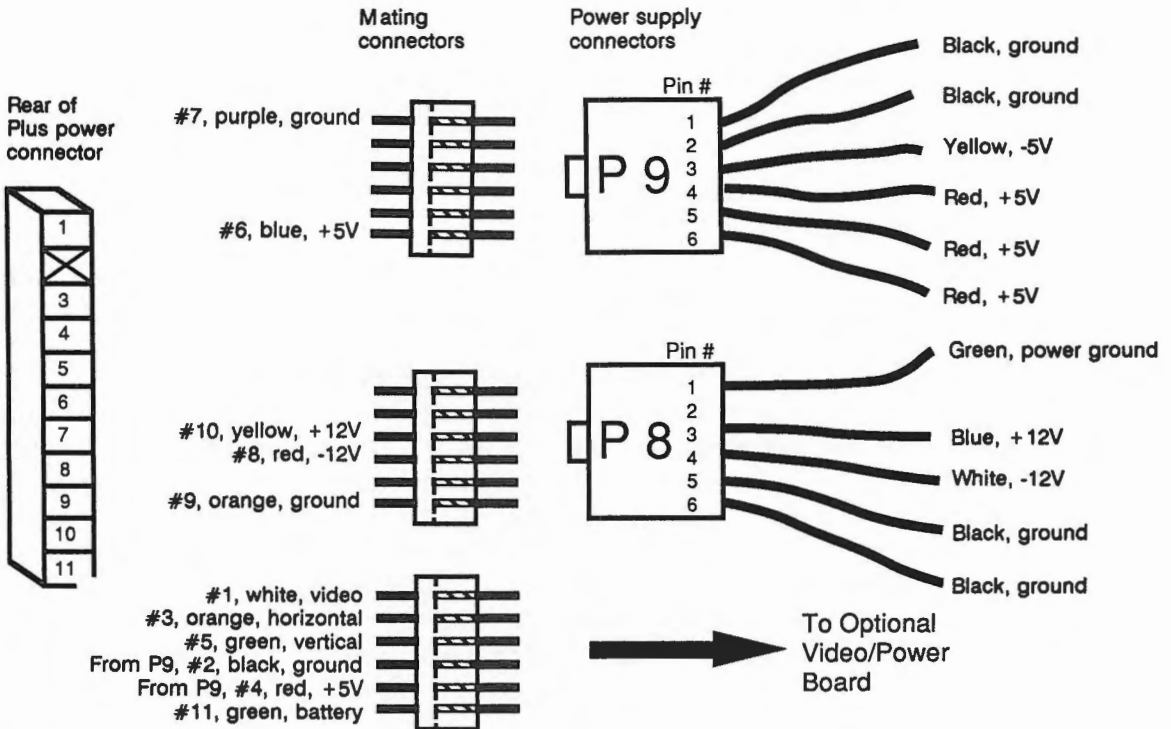 Mating
connectors
Power supply
connectors
Rear of
Plus power
connector
1
3
4
5
6
7
8
9
10
11
#7, purple, ground
#6, blue, +5V
Pin #
P 9
1
2
3
4
5
6
Black, ground
Black, ground
Yellow, -5V
Red, +5V
Red, +5V
Red, +5V
#10, yellow, +12V
#8, red, -12V
#9, orange, ground
Pin #
P 8
1
2
3
4
5
6
Green, power ground
Blue, +12V
White, -12V
Black, ground
Black, ground
#1, white, video
#3, orange, horizontal
#5, green, vertical
From P9, #2, black, ground
From P9, #4, red, +5V
#11, green, battery
To Optional
Video/Power
Board